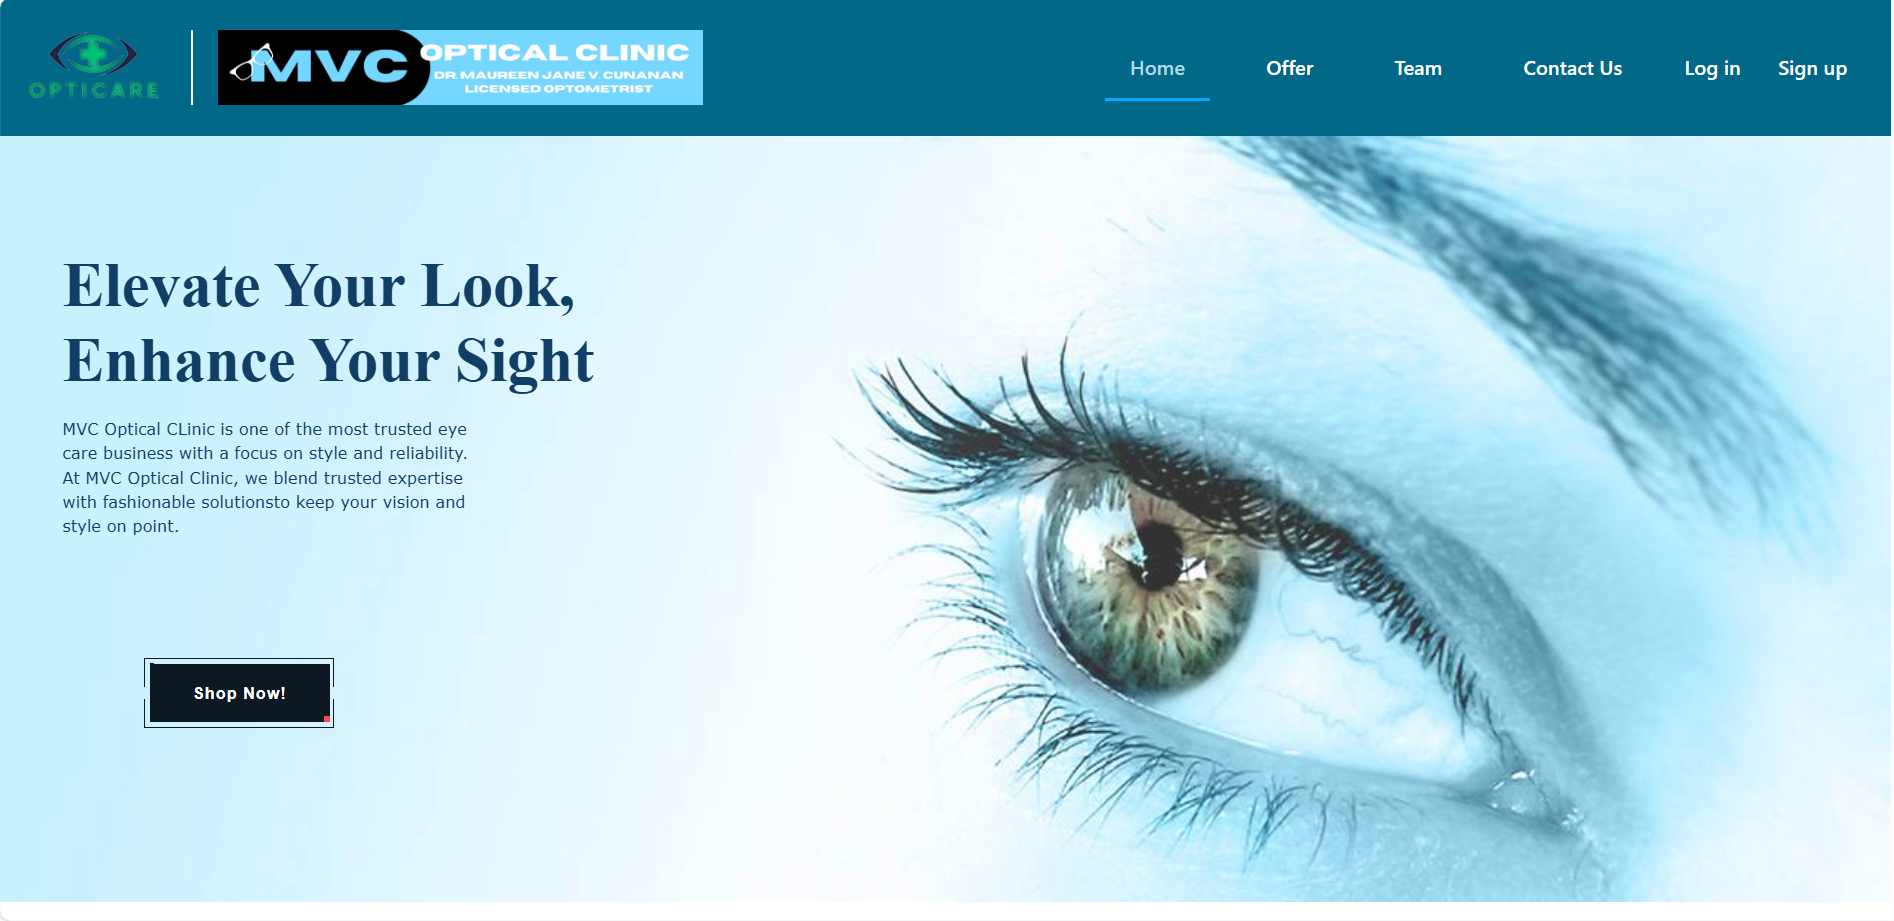 OPTICARE
MVC
OPTICAL CLINIC
DR. MAUREEN JANE V. CUNANAN
LICENSED OPTOMETRIST
Home
Offer
Team
Contact Us
Log in
Sign up
Elevate Your Look,
Enhance Your Sight
MVC Optical CLinic is one of the most trusted eye
care business with a focus on style and reliability.
At MVC Optical Clinic, we blend trusted expertise
with fashionable solutionsto keep your vision and
style on point.
Shop Now!